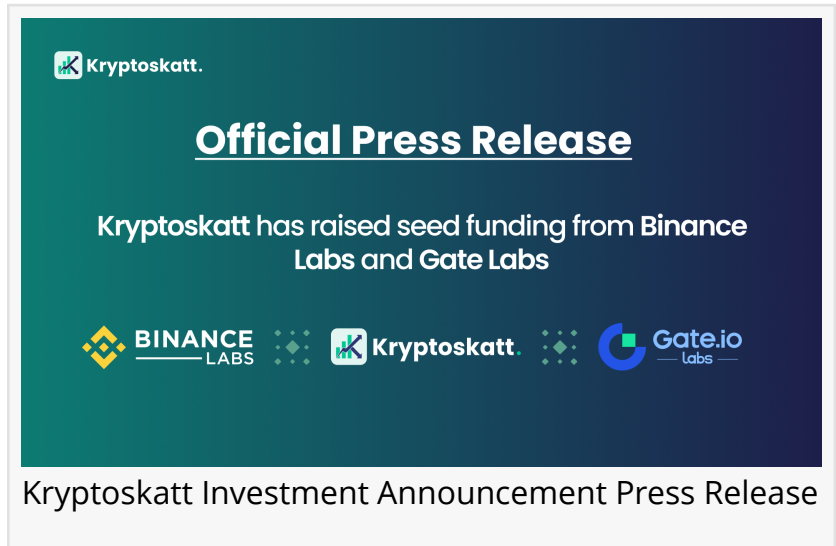 Kryptoskatt.
Official Press Release
Kryptoskatt has raised seed funding from Binance
Labs and Gate Labs
BINANCE
LABS
Kryptoskatt.
Gate.io
labs
Kryptoskatt Investment Announcement Press Release